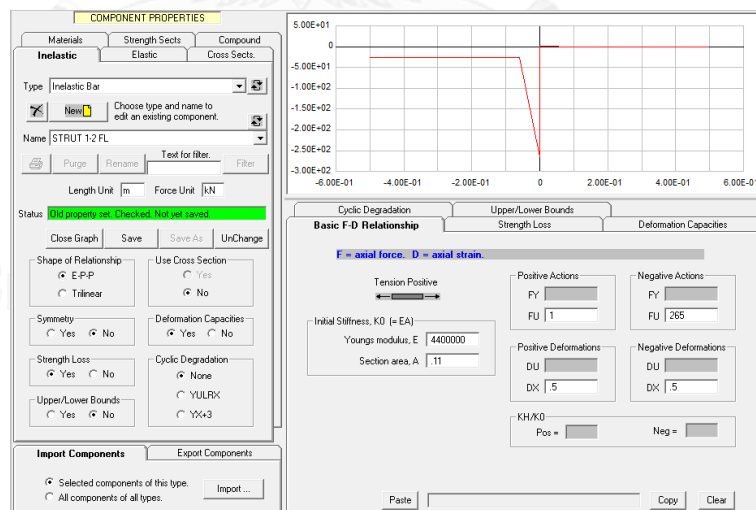 COMPONENT PROPERTIES
Materials Strength Sects Compound
Inelastic Elastic Cross Sects.
Type Inelastic Bar
New Choose type and name to
edit an existing component.
Name STRUT 1-2 FL
Text for filter.
Purge Rename Filter
Length Unit m Force Unit kN
Status Old property set. Checked. Not yet saved.
Close Graph Save Save As UnChange
Shape of Relationship
E-P-P
Trilinear
Use Cross Section
Yes
No
Symmetry
Yes No
Deformation Capacities
Yes No
Strength Loss
Yes No
Cyclic Degradation
None
YULRX
YX+3
Upper/Lower Bounds
Yes No
Import Components Export Components
Selected components of this type.
All components of all types.
Import ...
5.00E+01
0
-5.00E+01
-1.00E+02
-1.50E+02
-2.00E+02
-2.50E+02
-3.00E+02
-6.00E-01 -4.00E-01 -2.00E-01 0 2.00E-01 4.00E-01 6.00E-01
Cyclic Degradation Upper/Lower Bounds
Basic F-D Relationship Strength Loss Deformation Capacities
F = axial force. D = axial strain.
Tension Positive
Initial Stiffness, K0 (= EA)
Youngs modulus, E 4400000
Section area, A .11
Positive Actions
FY
FU 1
Negative Actions
FY
FU 265
Positive Deformations
DU
DX .5
Negative Deformations
DU
DX .5
KH/K0
Pos = Neg =
Paste Copy Clear